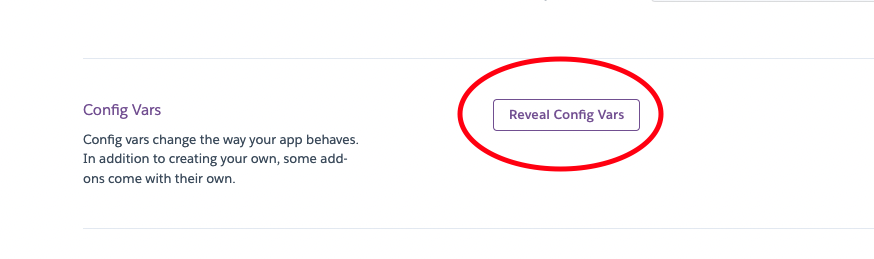 Config Vars
Reveal Config Vars
Config vars change the way your app behaves.
In addition to creating your own, some add-
ons come with their own.